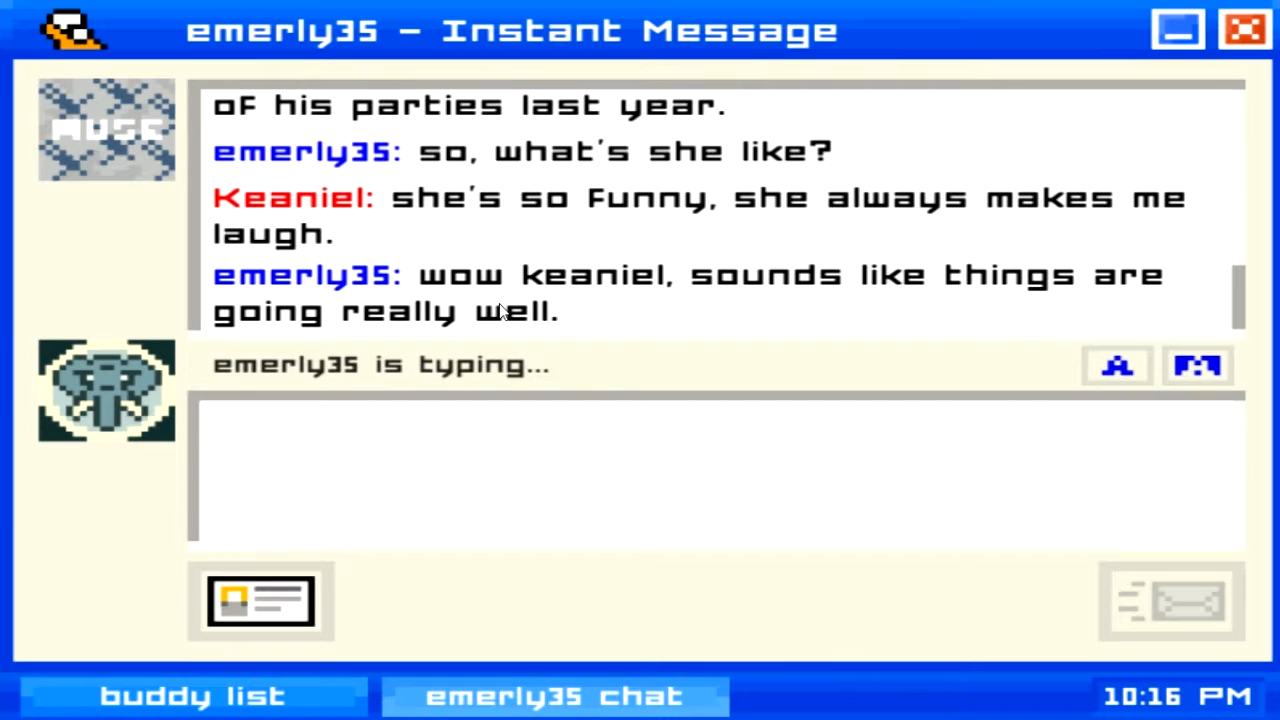 emerly35 - Instant Message
MUSE
of his parties last year.
emerly35: so, what's she like?
Keaniel: she's so funny, she always makes me
laugh.
emerly35: wow keaniel, sounds like things are
going really well.
emerly35 is typing...
A
buddy list
emerly35 chat
10:16 PM